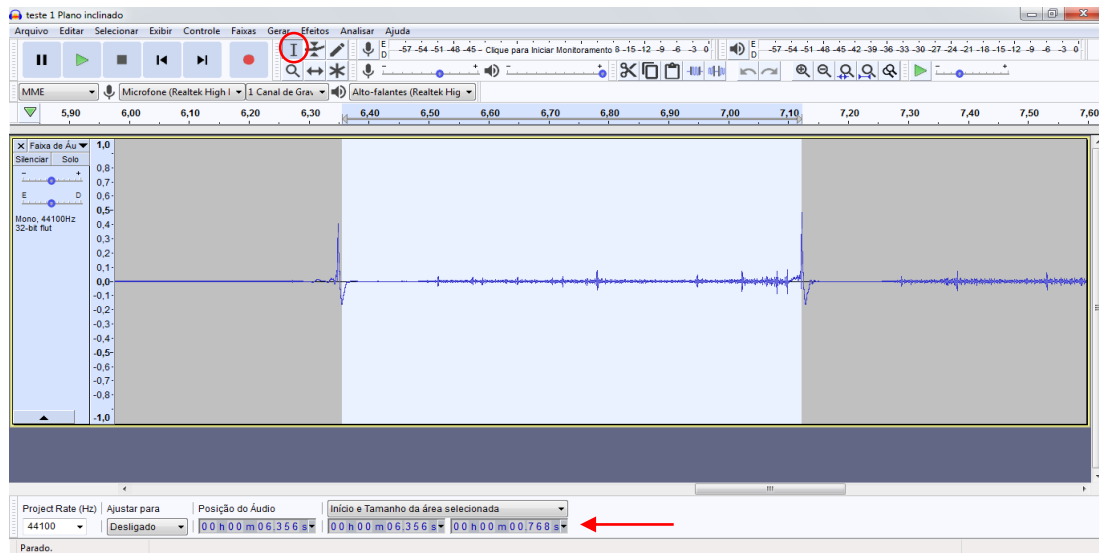 teste 1 Plano inclinado
Arquivo Editar Selecionar Exibir Controle Faixas Gerar Efeitos Analisar Ajuda
E D -57 -54 -51 -48 -45 – Clique para Iniciar Monitoramento 8 -15 -12 -9 -6 -3 0
E D -57 -54 -51 -48 -45 -42 -39 -36 -33 -30 -27 -24 -21 -18 -15 -12 -9 -6 -3 0
MME Microfone (Realtek High I 1 Canal de Grav Alto-falantes (Realtek Hig
5,90 6,00 6,10 6,20 6,30 6,40 6,50 6,60 6,70 6,80 6,90 7,00 7,10 7,20 7,30 7,40 7,50 7,60
Faixa de Áu
Silenciar Solo
- +
E D
Mono, 44100Hz
32-bit flut
1,0
0,8
0,7
0,6
0,5
0,4
0,3
0,2
0,1
0,0
-0,1
-0,2
-0,3
-0,4
-0,5
-0,6
-0,7
-0,8
-1,0
Project Rate (Hz) Ajustar para Posição do Áudio Início e Tamanho da área selecionada
44100 Desligado 00 h 00 m 06,356 s 00 h 00 m 06,356 s 00 h 00 m 00,768 s
Parado.